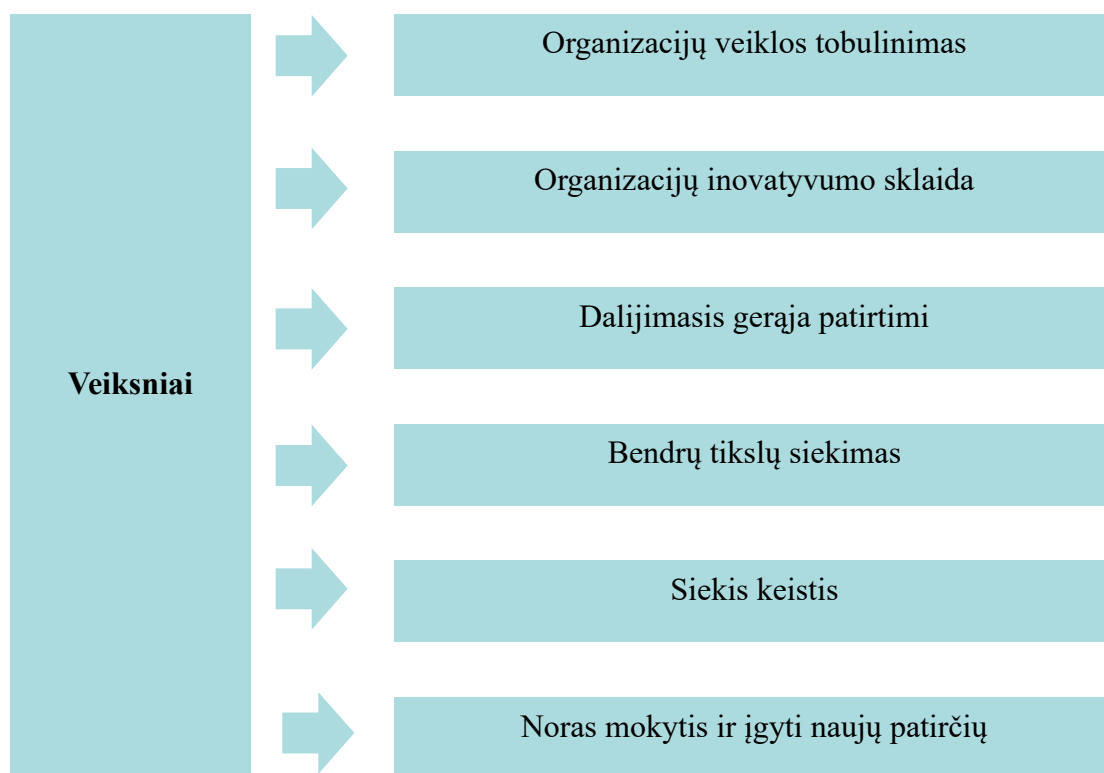 Veiksniai
Organizacijų veiklos tobulinimas
Organizacijų inovatyvumo sklaida
Dalijimasis gerąja patirtimi
Bendrų tikslų siekimas
Siekis keistis
Noras mokytis ir įgyti naujų patirčių